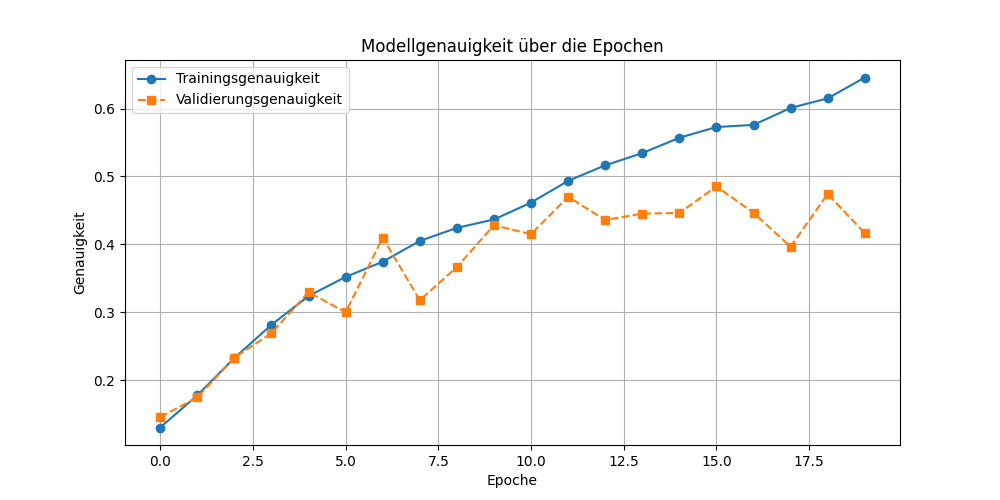 Modellgenauigkeit über die Epochen
Trainingsgenauigkeit
Validierungsgenauigkeit
Genauigkeit
0.6
0.5
0.4
0.3
0.2
0.0 2.5 5.0 7.5 10.0 12.5 15.0 17.5
Epoche